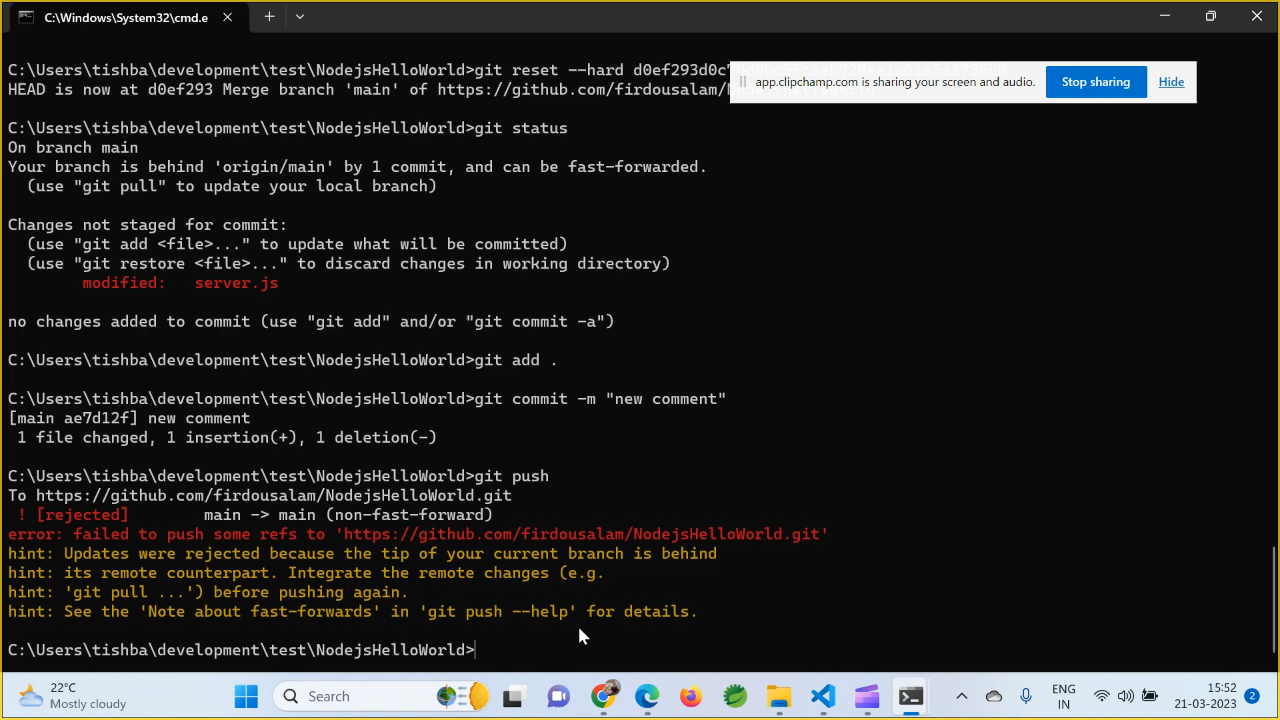 C:\Windows\System32\cmd.e
C:\Users\tishba\development\test\NodejsHelloWorld>git reset --hard d0ef293d0c
HEAD is now at d0ef293 Merge branch 'main' of https://github.com/firdousalam/
app.clipchamp.com is sharing your screen and audio.
Stop sharing
Hide
C:\Users\tishba\development\test\NodejsHelloWorld>git status
On branch main
Your branch is behind 'origin/main' by 1 commit, and can be fast-forwarded.
(use "git pull" to update your local branch)
Changes not staged for commit:
(use "git add <file>..." to update what will be committed)
(use "git restore <file>..." to discard changes in working directory)
modified: server.js
no changes added to commit (use "git add" and/or "git commit -a")
C:\Users\tishba\development\test\NodejsHelloWorld>git add .
C:\Users\tishba\development\test\NodejsHelloWorld>git commit -m "new comment"
[main ae7d12f] new comment
1 file changed, 1 insertion(+), 1 deletion(-)
C:\Users\tishba\development\test\NodejsHelloWorld>git push
To https://github.com/firdousalam/NodejsHelloWorld.git
! [rejected] main -> main (non-fast-forward)
error: failed to push some refs to 'https://github.com/firdousalam/NodejsHelloWorld.git'
hint: Updates were rejected because the tip of your current branch is behind
hint: its remote counterpart. Integrate the remote changes (e.g.
hint: 'git pull ...') before pushing again.
hint: See the 'Note about fast-forwards' in 'git push --help' for details.
C:\Users\tishba\development\test\NodejsHelloWorld>
22°C
Mostly cloudy
Search
ENG
IN
15:52
21-03-2023
2